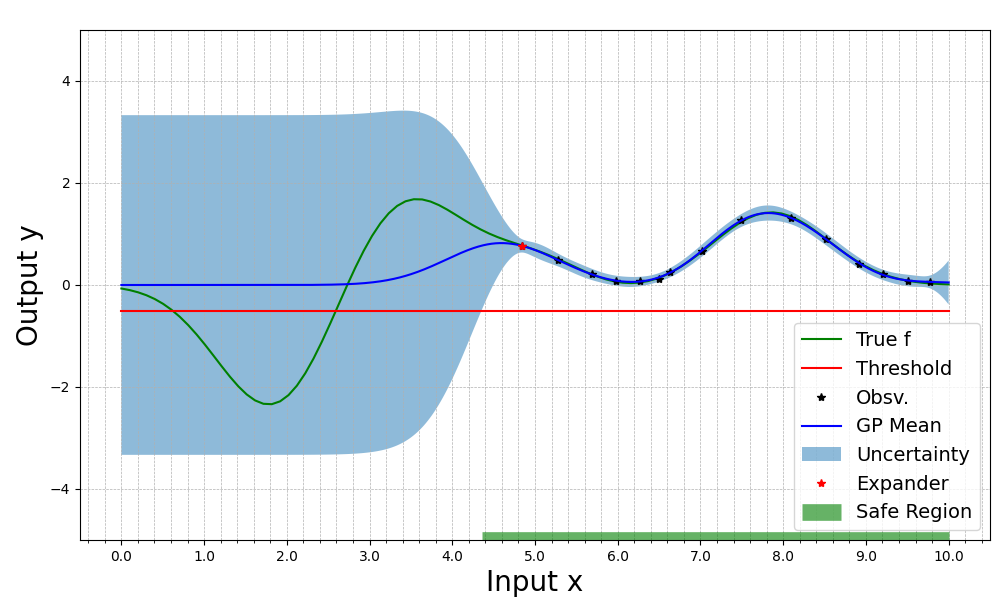 4
2
0
−2
−4
Output y
0.0 1.0 2.0 3.0 4.0 5.0 6.0 7.0 8.0 9.0 10.0
Input x
True f
Threshold
Obsv.
GP Mean
Uncertainty
Expander
Safe Region